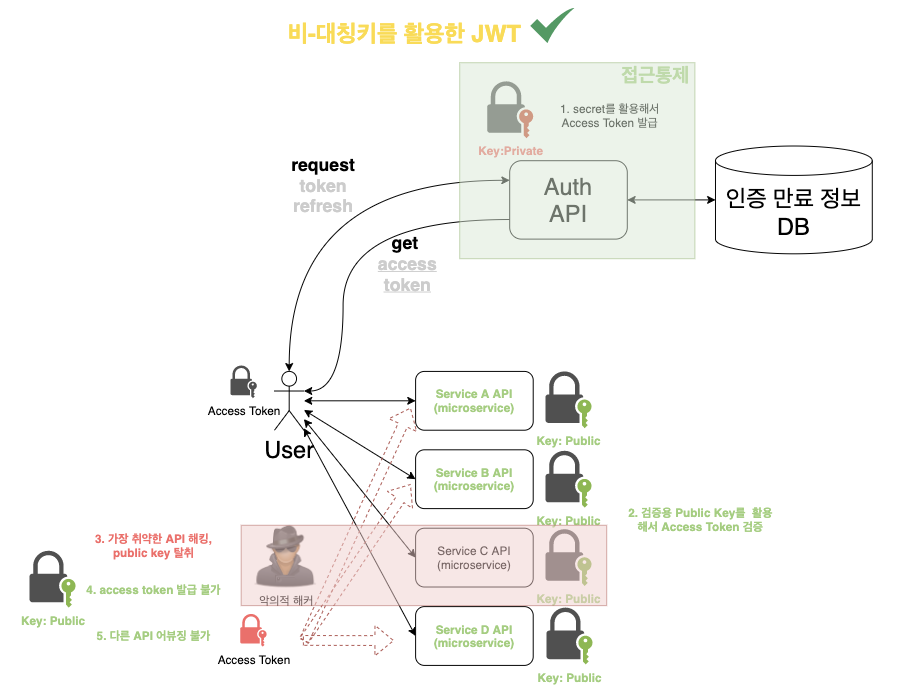 비-대칭키를 활용한 JWT
접근통제
1. secret를 활용해서
Access Token 발급
Key:Private
request
token
refresh
Auth
API
인증 만료 정보
DB
get
access
token
Access Token
User
Service A API
(microservice)
Key: Public
Service B API
(microservice)
Key: Public
2. 검증용 Public Key를 활용
해서 Access Token 검증
3. 가장 취약한 API 해킹,
public key 탈취
Service C API
(microservice)
Key: Public
악의적 해커
4. access token 발급 불가
Key: Public
5. 다른 API 어뷰징 불가
Access Token
Service D API
(microservice)
Key: Public